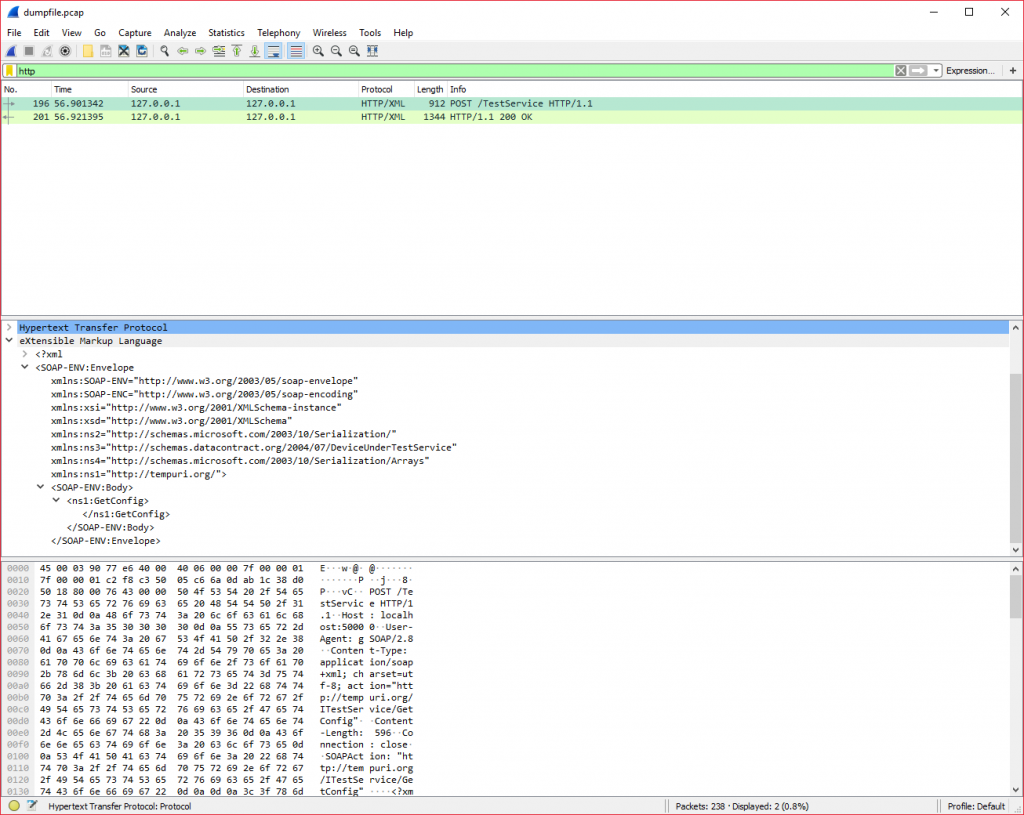 dumpfile.pcap
File Edit View Go Capture Analyze Statistics Telephony Wireless Tools Help
http Expression... +
No. Time Source Destination Protocol Length Info
196 56.901342 127.0.0.1 127.0.0.1 HTTP/XML 912 POST /TestService HTTP/1.1
201 56.921395 127.0.0.1 127.0.0.1 HTTP/XML 1344 HTTP/1.1 200 OK
Hypertext Transfer Protocol
eXtensible Markup Language
<?xml
<SOAP-ENV:Envelope
xmlns:SOAP-ENV="http://www.w3.org/2003/05/soap-envelope"
xmlns:SOAP-ENC="http://www.w3.org/2003/05/soap-encoding"
xmlns:xsi="http://www.w3.org/2001/XMLSchema-instance"
xmlns:xsd="http://www.w3.org/2001/XMLSchema"
xmlns:ns2="http://schemas.microsoft.com/2003/10/Serialization/"
xmlns:ns3="http://schemas.datacontract.org/2004/07/DeviceUnderTestService"
xmlns:ns4="http://schemas.microsoft.com/2003/10/Serialization/Arrays"
xmlns:ns1="http://tempuri.org/">
<SOAP-ENV:Body>
<ns1:GetConfig>
</ns1:GetConfig>
</SOAP-ENV:Body>
</SOAP-ENV:Envelope>
0000 45 00 03 90 77 e6 40 00 40 06 00 00 7f 00 00 01 E···w·@· @·······
0010 7f 00 00 01 c2 f8 c3 50 05 c6 6a 0d ab 1c 38 d0 ·······P ··j···8·
0020 50 18 80 00 76 43 00 00 50 4f 53 54 20 2f 54 65 P···vC·· POST /Te
0030 73 74 53 65 72 76 69 63 65 20 48 54 54 50 2f 31 stServic e HTTP/1
0040 2e 31 0d 0a 48 6f 73 74 3a 20 6c 6f 63 61 6c 68 .1··Host : localh
0050 6f 73 74 3a 35 30 30 30 30 0d 0a 55 73 65 72 2d ost:5000 0··User-
0060 41 67 65 6e 74 3a 20 67 53 4f 41 50 2f 32 2e 38 Agent: g SOAP/2.8
0070 0d 0a 43 6f 6e 74 65 6e 74 2d 54 79 70 65 3a 20 ··Conten t-Type:
0080 61 70 70 6c 69 63 61 74 69 6f 6e 2f 73 6f 61 70 applicat ion/soap
0090 2b 78 6d 6c 3b 20 63 68 61 72 73 65 74 3d 75 74 +xml; ch arset=ut
00a0 66 2d 38 3b 20 61 63 74 69 6f 6e 3d 22 68 74 74 f-8; act ion="htt
00b0 70 3a 2f 2f 74 65 6d 70 75 72 69 2e 6f 72 67 2f p://temp uri.org/
00c0 49 54 65 73 74 53 65 72 76 69 63 65 2f 47 65 74 ITestSer vice/Get
00d0 43 6f 6e 66 69 67 22 0d 0a 43 6f 6e 74 65 6e 74 Config"· ·Content
00e0 2d 4c 65 6e 67 74 68 3a 20 35 39 36 0d 0a 43 6f -Length: 596··Co
00f0 6e 6e 65 63 74 69 6f 6e 3a 20 63 6c 6f 73 65 0d nnection : close·
0100 0a 53 4f 41 50 41 63 74 69 6f 6e 3a 20 22 68 74 ·SOAPAct ion: "ht
0110 74 70 3a 2f 2f 74 65 6d 70 75 72 69 2e 6f 72 67 tp://tem puri.org
0120 2f 49 54 65 73 74 53 65 72 76 69 63 65 2f 47 65 /ITestSe rvice/Ge
0130 74 43 6f 6e 66 69 67 22 0d 0a 0d 0a 3c 3f 78 6d tConfig" ····<?xm
Hypertext Transfer Protocol: Protocol Packets: 238 · Displayed: 2 (0.8%) Profile: Default